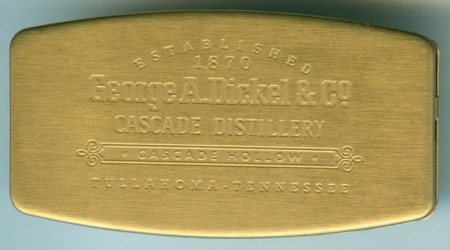 ESTABLISHED
1870
George A. Dickel & Cº
CASCADE DISTILLERY
• CASCADE HOLLOW •
TULLAHOMA • TENNESSEE